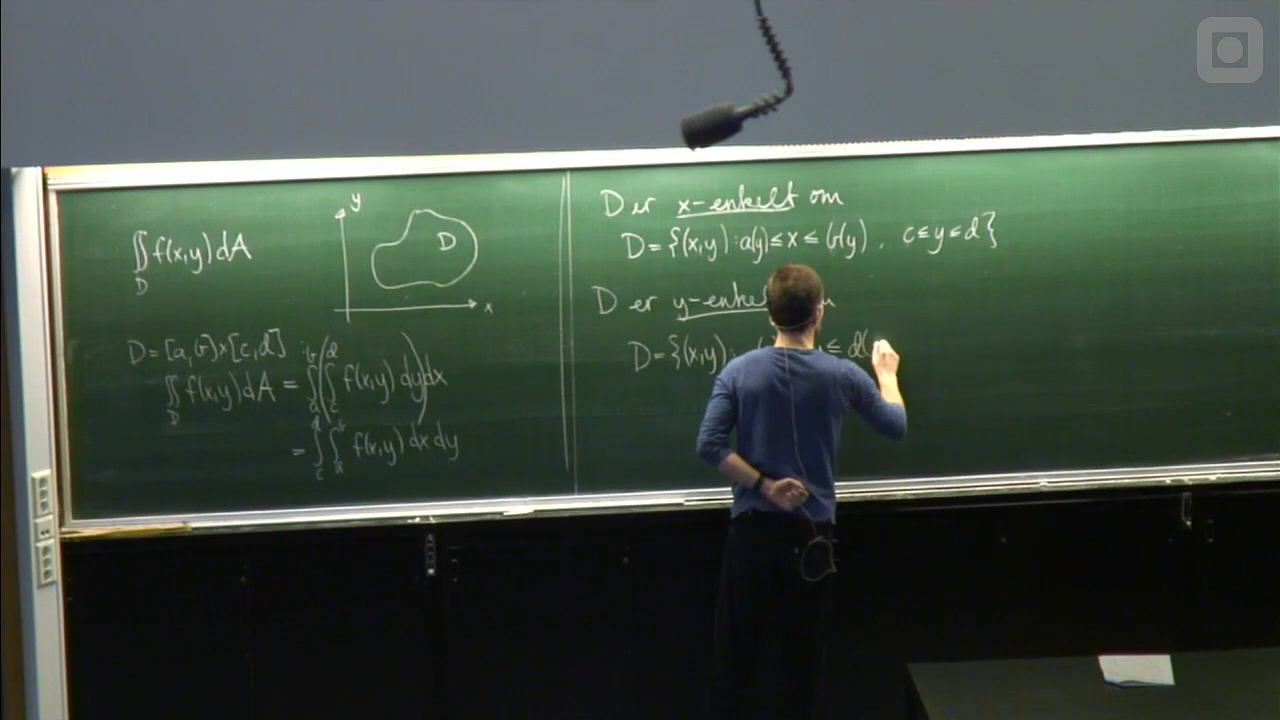 ∬_D f(x,y) dA
y
D
x
D = [a,b]×[c,d] :
∬_D f(x,y) dA = ∫_a^b (∫_c^d f(x,y) dy) dx
= ∫_c^d ∫_a^b f(x,y) dx dy
D er x-enkelt om
D = {(x,y) : a(y) ≤ x ≤ b(y), c ≤ y ≤ d}
D er y-enkelt
D = {(x,y) : ≤ d(